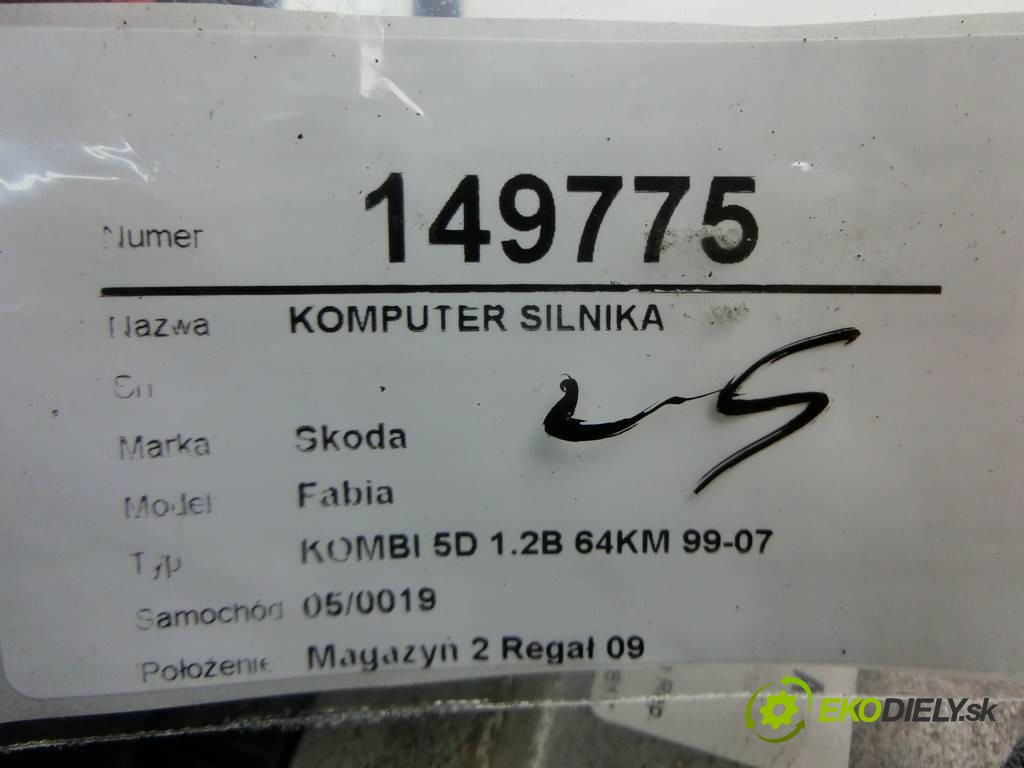 Numer 149775
Nazwa KOMPUTER SILNIKA
Sn
Marka Skoda
Model Fabia
Typ KOMBI 5D 1.2B 64KM 99-07
Samochód 05/0019
Położenie Magazyn 2 Regał 09
EKODIELY.sk